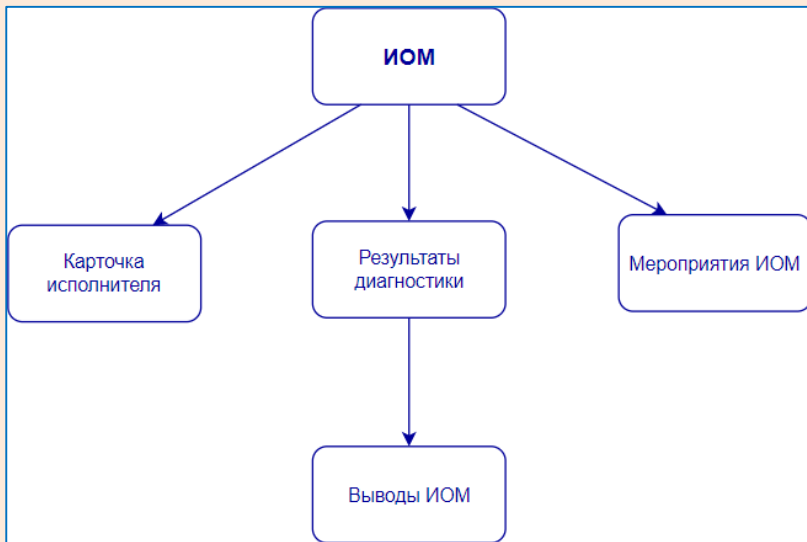 ИОМ
Карточка
исполнителя
Результаты
диагностики
Мероприятия ИОМ
Выводы ИОМ